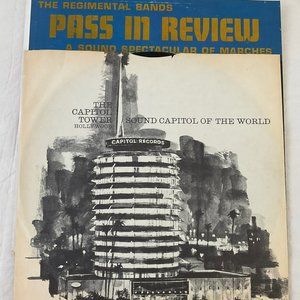 THE REGIMENTAL BANDS
PASS IN REVIEW
A SOUND SPECTACULAR OF MARCHES
THE
CAPITOL
TOWER
HOLLYWOOD
SOUND CAPITOL OF THE WORLD
CAPITOL RECORDS